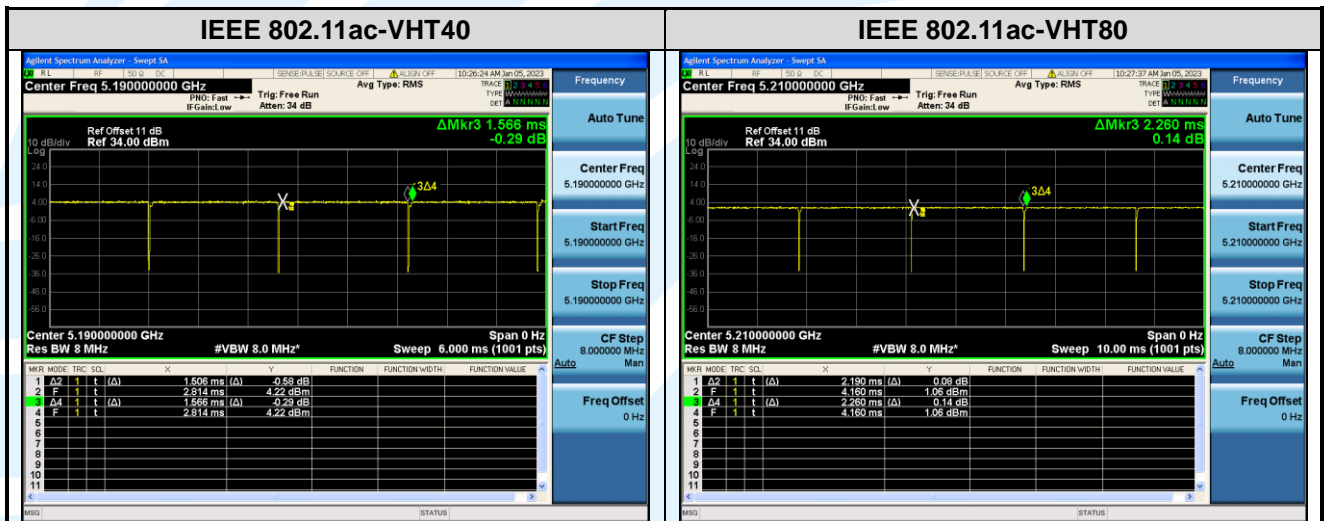 IEEE 802.11ac-VHT40
Agilent Spectrum Analyzer - Swept SA
RL RF 50 Ω DC SENSE:PULSE SOURCE OFF ALIGN OFF 10:26:24 AM Jan 05, 2023
Center Freq 5.190000000 GHz
Avg Type: RMS
TRACE 1 2 3 4 5 6
PNO: Fast Trig: Free Run
TYPE
IFGain:Low Atten: 34 dB
DET A N N N N N
Ref Offset 11 dB
10 dB/div Ref 34.00 dBm
Log
ΔMkr3 1.566 ms
-0.29 dB
24.0
14.0
4.00
-6.00
-16.0
-26.0
-36.0
-46.0
-56.0
3Δ4
2
Center 5.190000000 GHz Span 0 Hz
Res BW 8 MHz #VBW 8.0 MHz* Sweep 6.000 ms (1001 pts)
MKR MODE TRC SCL X Y FUNCTION FUNCTION WIDTH FUNCTION VALUE
1 Δ2 1 t (Δ) 1.506 ms (Δ) -0.58 dB
2 F 1 t 2.814 ms 4.22 dBm
3 Δ4 1 t (Δ) 1.566 ms (Δ) -0.29 dB
4 F 1 t 2.814 ms 4.22 dBm
5
6
7
8
9
10
11
MSG STATUS
Frequency
Auto Tune
Center Freq
5.190000000 GHz
Start Freq
5.190000000 GHz
Stop Freq
5.190000000 GHz
CF Step
8.000000 MHz
Auto Man
Freq Offset
0 Hz
IEEE 802.11ac-VHT80
Agilent Spectrum Analyzer - Swept SA
RL RF 50 Ω DC SENSE:PULSE SOURCE OFF ALIGN OFF 10:27:37 AM Jan 05, 2023
Center Freq 5.210000000 GHz
Avg Type: RMS
TRACE 1 2 3 4 5 6
PNO: Fast Trig: Free Run
TYPE
IFGain:Low Atten: 34 dB
DET A N N N N N
Ref Offset 11 dB
10 dB/div Ref 34.00 dBm
Log
ΔMkr3 2.260 ms
0.14 dB
24.0
14.0
4.00
-6.00
-16.0
-26.0
-36.0
-46.0
-56.0
3Δ4
2
Center 5.210000000 GHz Span 0 Hz
Res BW 8 MHz #VBW 8.0 MHz* Sweep 10.00 ms (1001 pts)
MKR MODE TRC SCL X Y FUNCTION FUNCTION WIDTH FUNCTION VALUE
1 Δ2 1 t (Δ) 2.190 ms (Δ) 0.08 dB
2 F 1 t 4.160 ms 1.06 dBm
3 Δ4 1 t (Δ) 2.260 ms (Δ) 0.14 dB
4 F 1 t 4.160 ms 1.06 dBm
5
6
7
8
9
10
11
MSG STATUS
Frequency
Auto Tune
Center Freq
5.210000000 GHz
Start Freq
5.210000000 GHz
Stop Freq
5.210000000 GHz
CF Step
8.000000 MHz
Auto Man
Freq Offset
0 Hz